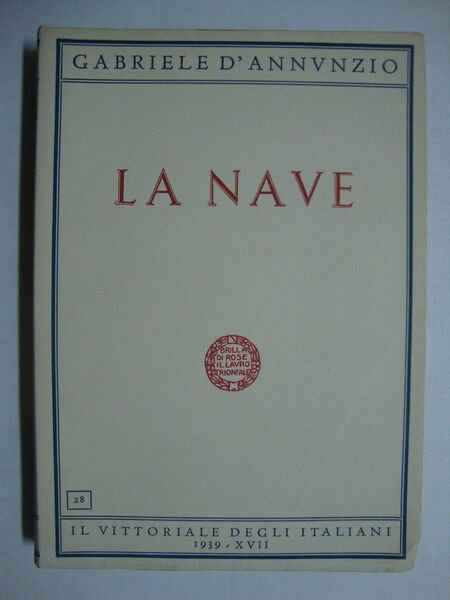 GABRIELE D'ANNVNZIO
LA NAVE
BRILLA
DI ROSE
IL LAVRO
TRIONFALE
28
IL VITTORIALE DEGLI ITALIANI
1939 - XVII